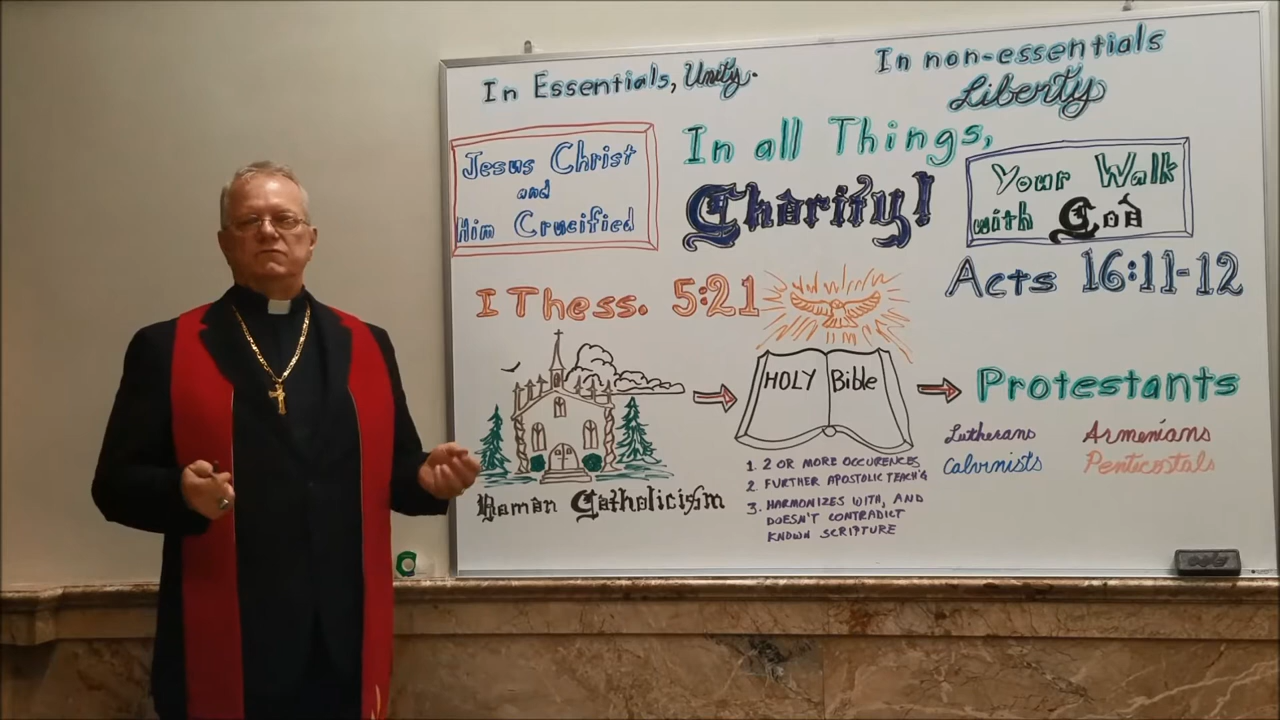 In Essentials, Unity.
In non-essentials
Liberty
In all Things,
Charity!
Jesus Christ
and
Him Crucified
Your Walk
with God
Acts 16:11-12
I Thess. 5:21
HOLY Bible
Protestants
Lutherans
Armenians
Calvinists
Penticostals
Roman Catholicism
1. 2 OR MORE OCCURENCES
2. FURTHER APOSTOLIC TEACH'G
3. HARMONIZES WITH, AND
DOESN'T CONTRADICT
KNOWN SCRIPTURE